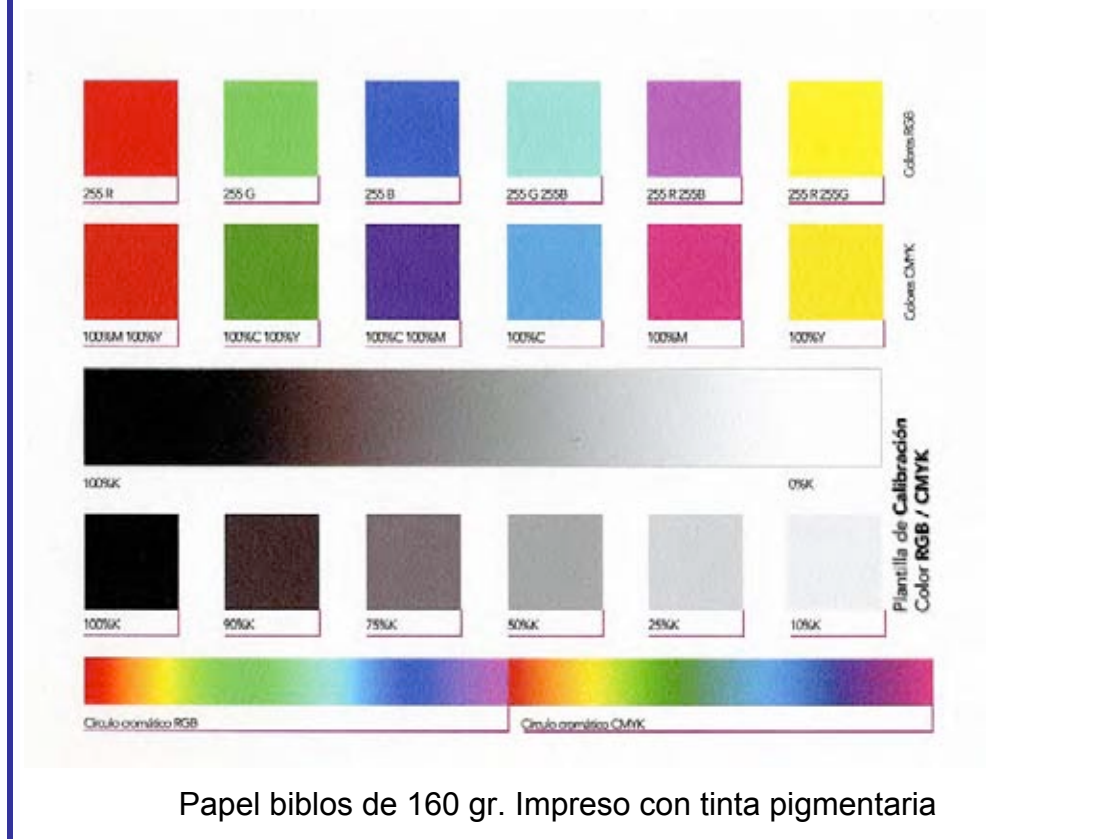 255 R 255 G 255 B 255 G 255B 255 R 255B 255 R 255G
Colores RGB
100%M 100%Y 100%C 100%Y 100%C 100%M 100%C 100%M 100%Y
Colores CMYK
100%K 0%K
Plantilla de Calibración
Color RGB / CMYK
100%K 90%K 75%K 50%K 25%K 10%K
Círculo cromático RGB Círculo cromático CMYK
Papel biblos de 160 gr. Impreso con tinta pigmentaria